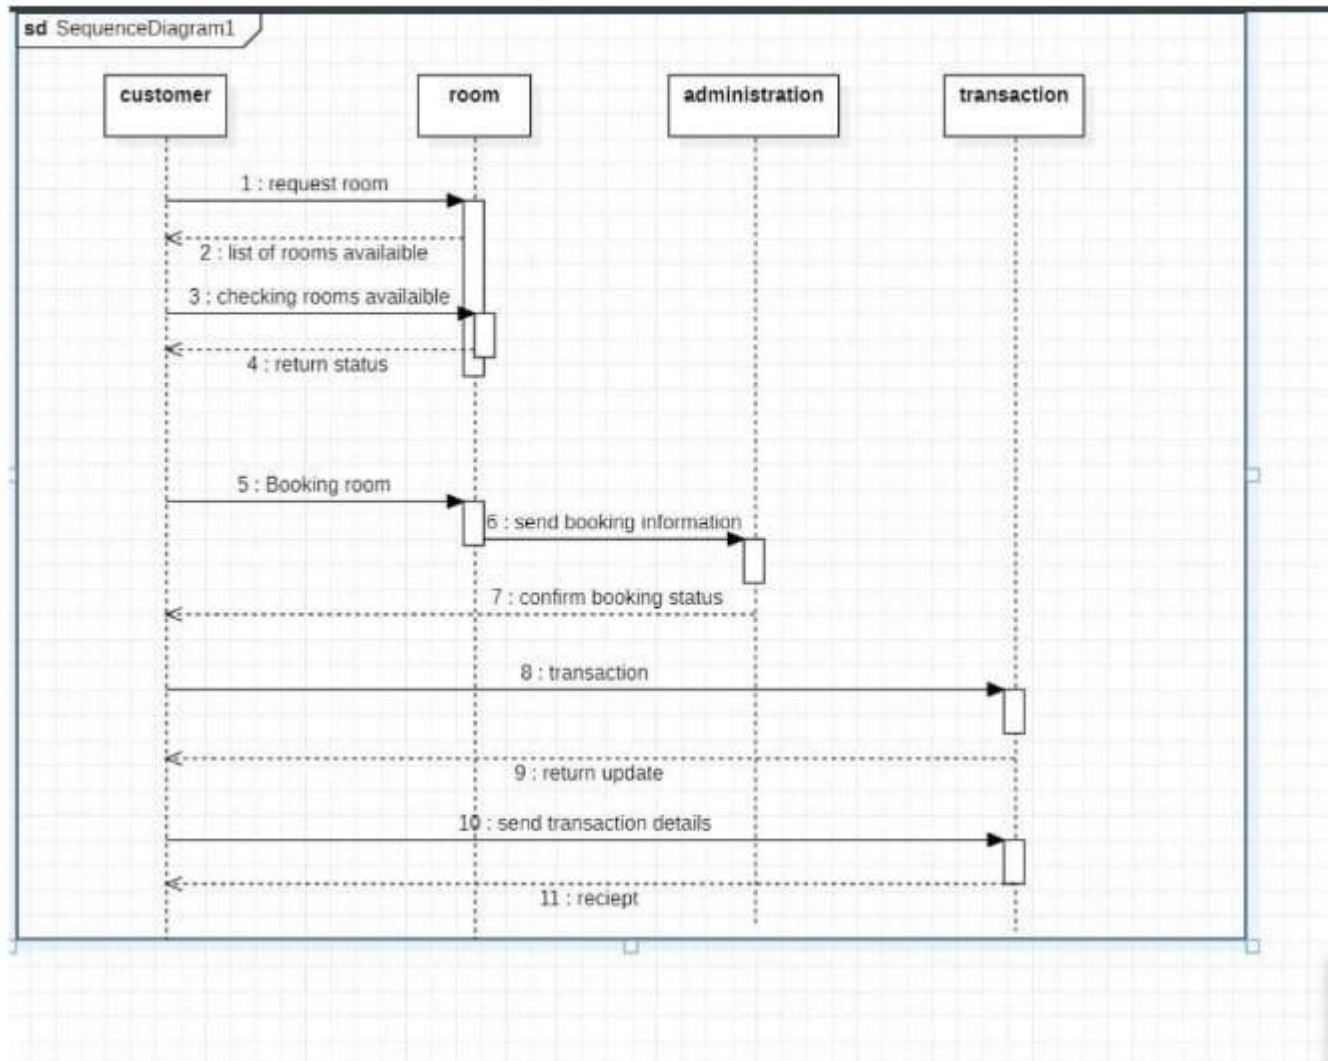 sd SequenceDiagram1
customer
room
administration
transaction
1 : request room
2 : list of rooms availaible
3 : checking rooms availaible
4 : return status
5 : Booking room
6 : send booking information
7 : confirm booking status
8 : transaction
9 : return update
10 : send transaction details
11 : reciept